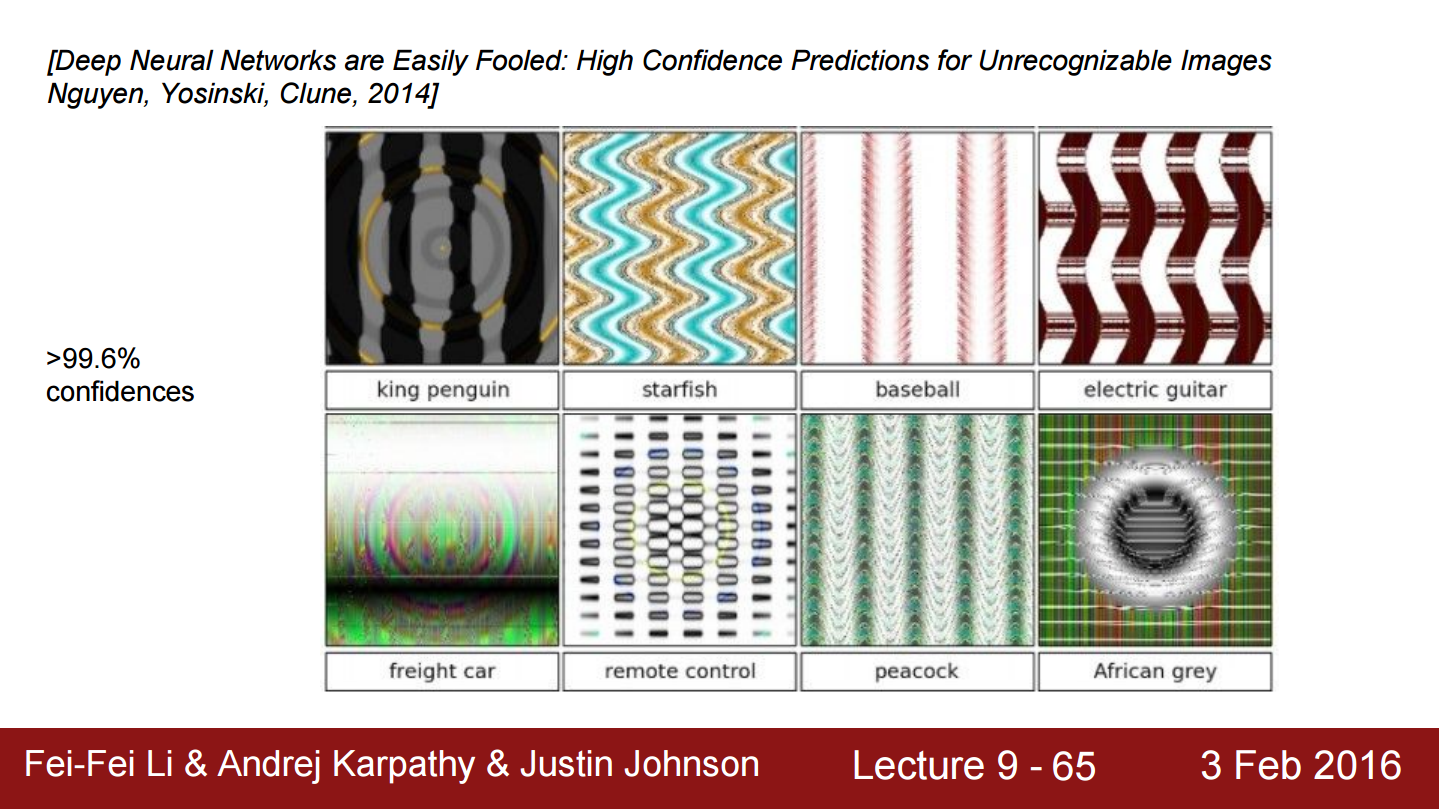 [Deep Neural Networks are Easily Fooled: High Confidence Predictions for Unrecognizable Images
Nguyen, Yosinski, Clune, 2014]
>99.6%
confidences
king penguin
starfish
baseball
electric guitar
freight car
remote control
peacock
African grey
Fei-Fei Li & Andrej Karpathy & Justin Johnson
Lecture 9 - 65
3 Feb 2016